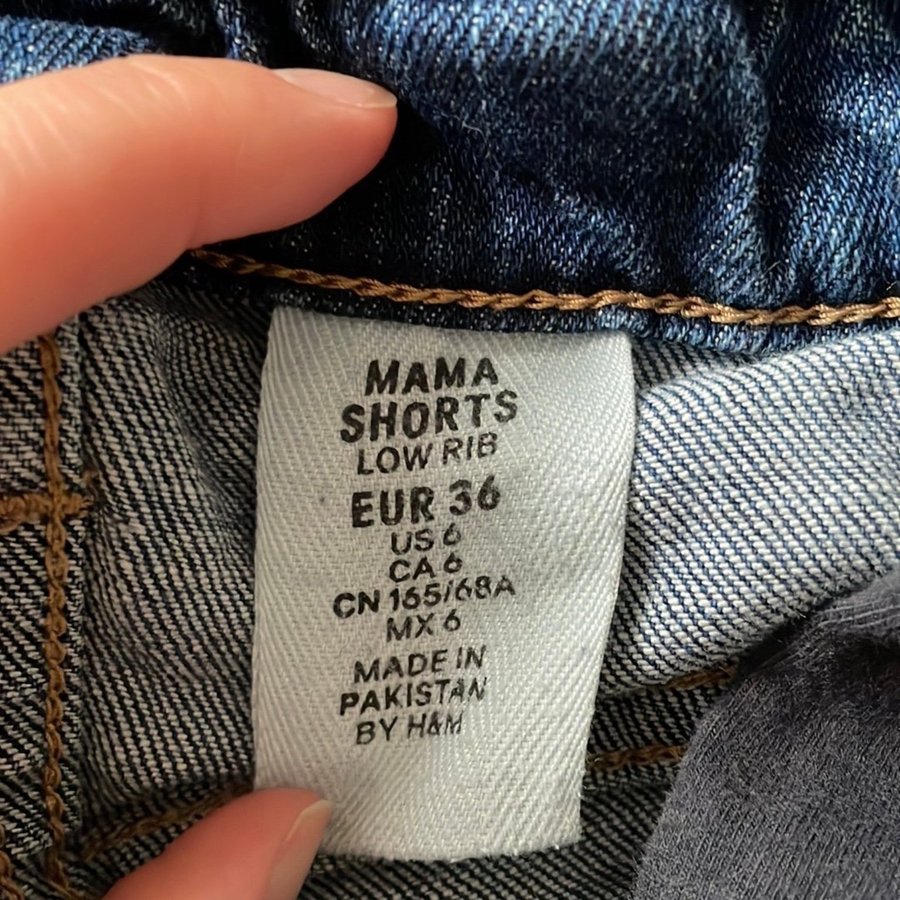 MAMA
SHORTS
LOW RIB
EUR 36
US 6
CA 6
CN 165/68A
MX 6
MADE IN
PAKISTAN
BY H&M